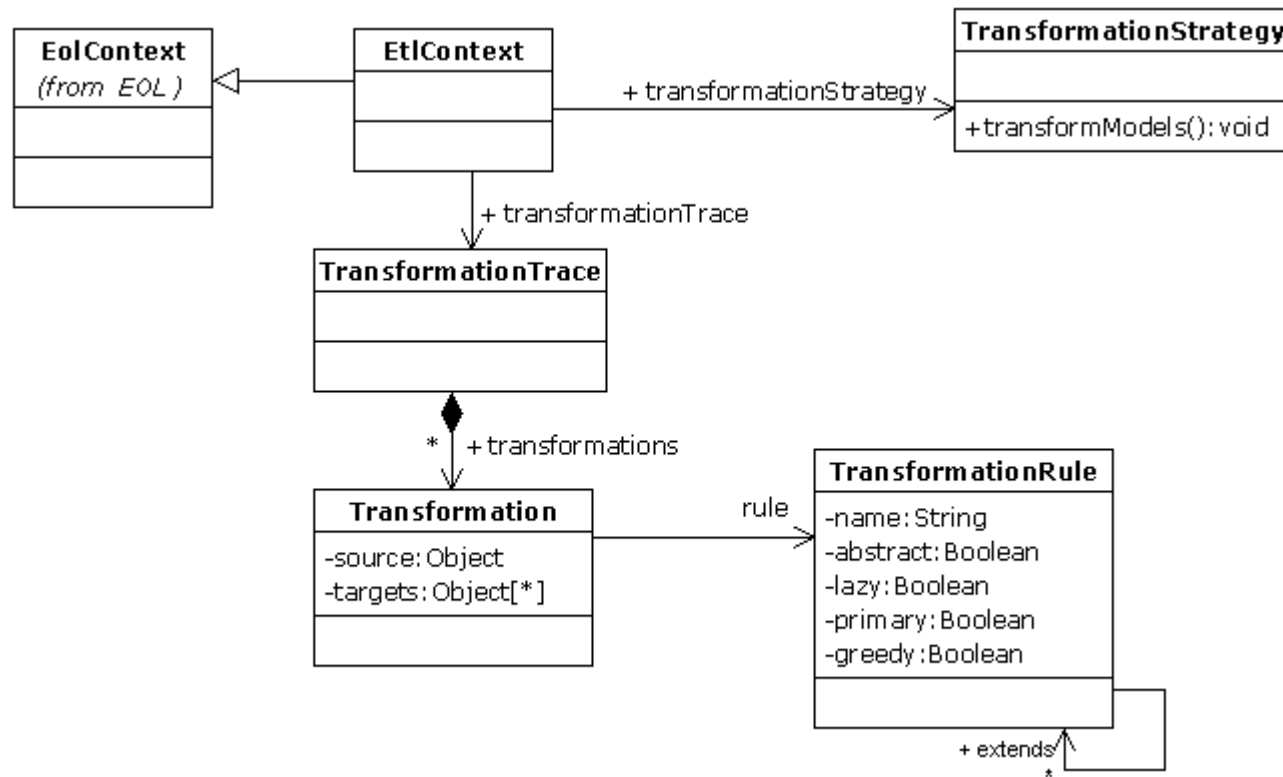 EolContext
(from EOL)
EtlContext
TransformationStrategy
+transformModels():void
+ transformationStrategy
+ transformationTrace
TransformationTrace
*
+ transformations
Transformation
-source:Object
-targets:Object[*]
rule
TransformationRule
-name:String
-abstract:Boolean
-lazy:Boolean
-primary:Boolean
-greedy:Boolean
+ extends
*